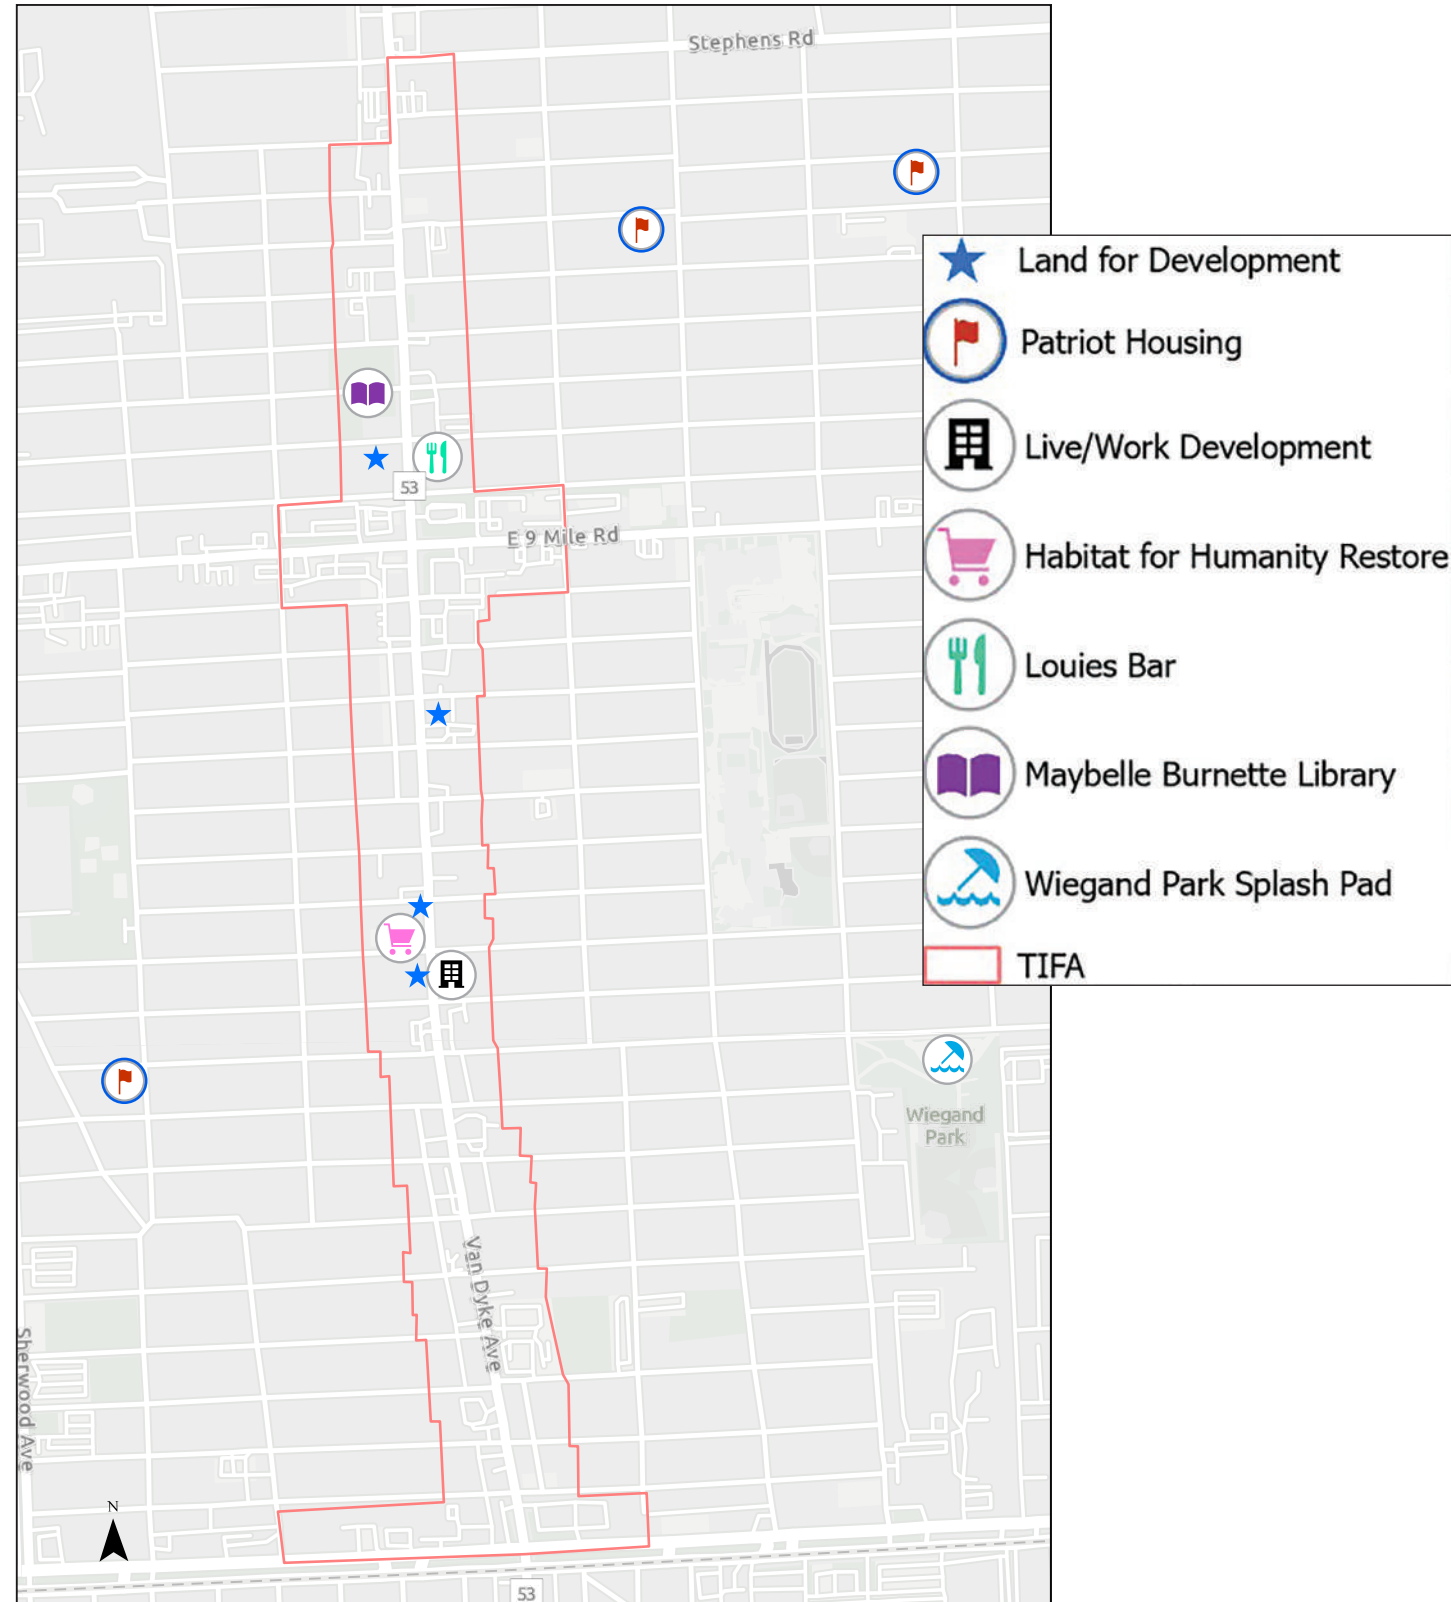 Stephens Rd
Land for Development
Patriot Housing
Live/Work Development
Habitat for Humanity Restore
Louies Bar
Maybelle Burnette Library
Wiegand Park Splash Pad
TIFA
53
E 9 Mile Rd
Wiegand
Park
Van Dyke Ave
Sherwood Ave
N
53